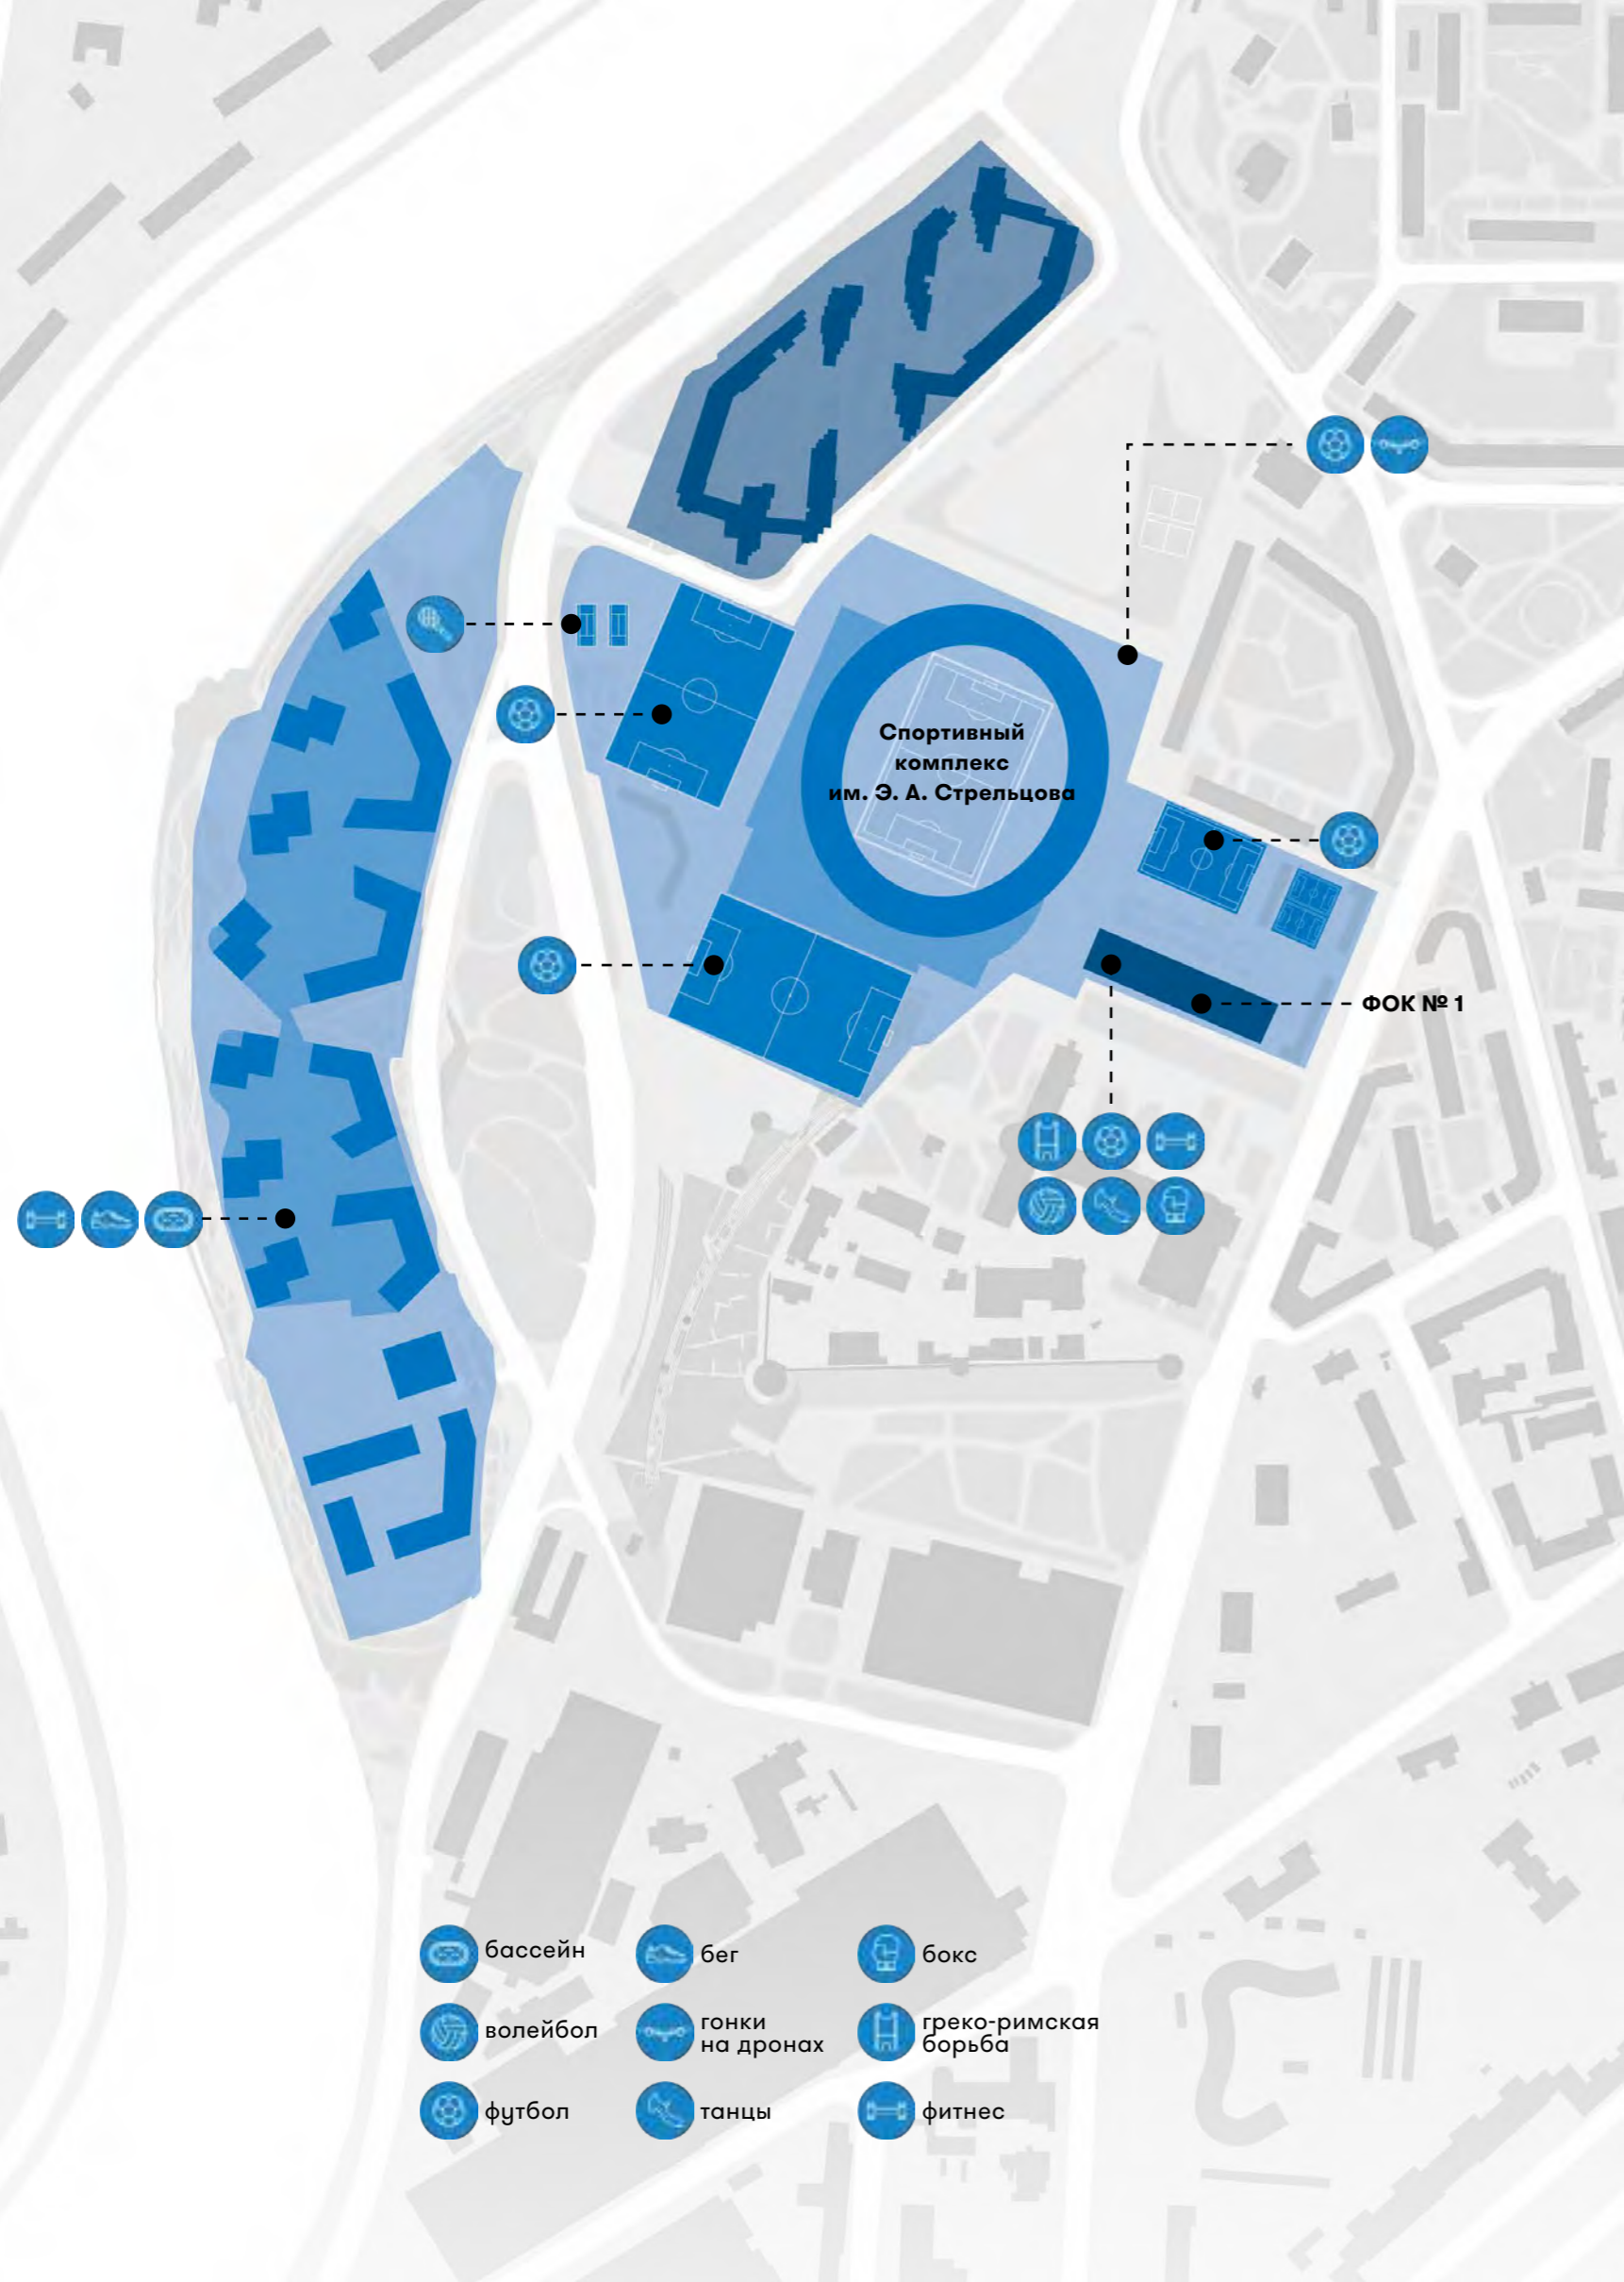 Спортивный
комплекс
им. Э. А. Стрельцова
ФОК № 1
бассейн
бег
бокс
волейбол
гонки
на дронах
греко-римская
борьба
футбол
танцы
фитнес